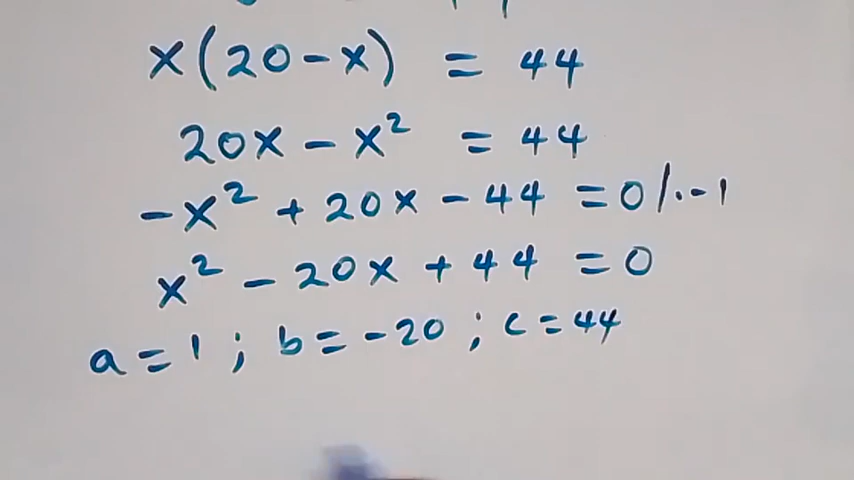 x(20-x) = 44
20x - x² = 44
-x² + 20x - 44 = 0 /·-1
x² - 20x + 44 = 0
a = 1 ; b = -20 ; c = 44